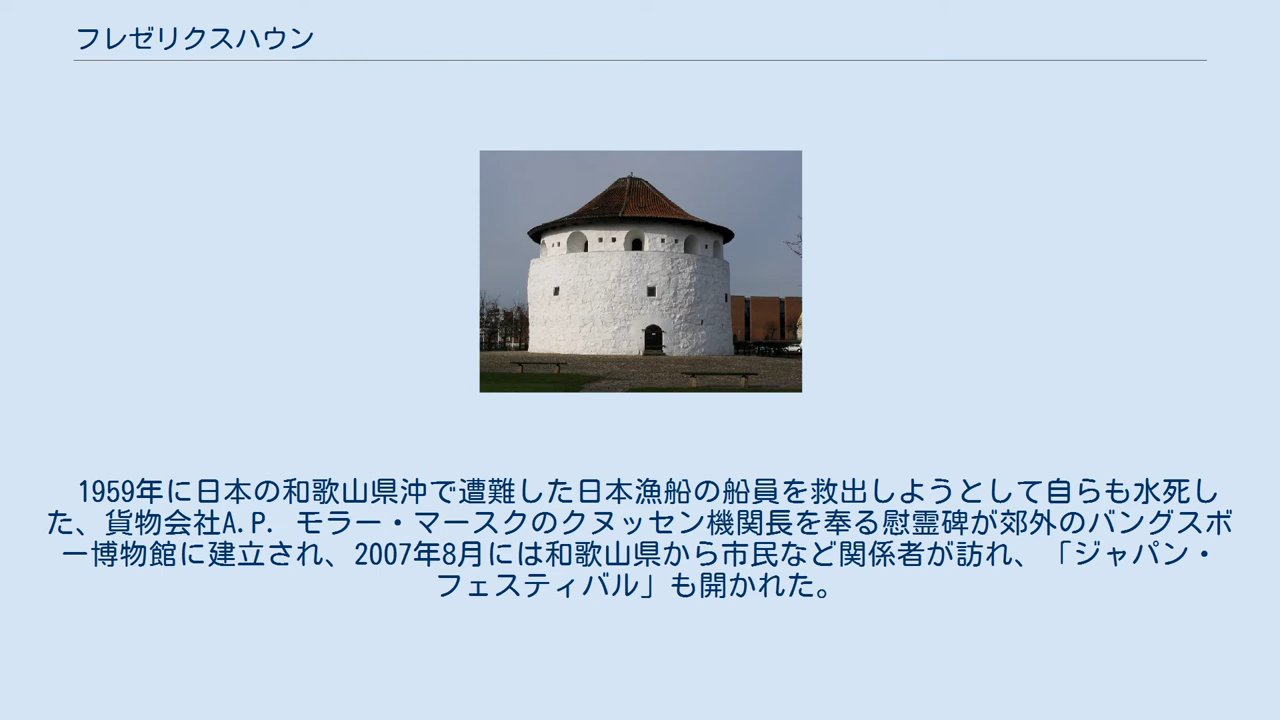 フレゼリクスハウン
1959年に日本の和歌山県沖で遭難した日本漁船の船員を救出しようとして自らも水死し
た、貨物会社A.P. モラー・マースクのクヌッセン機関長を奉る慰霊碑が郊外のバングスボ
ー博物館に建立され、2007年8月には和歌山県から市民など関係者が訪れ、「ジャパン・
フェスティバル」も開かれた。